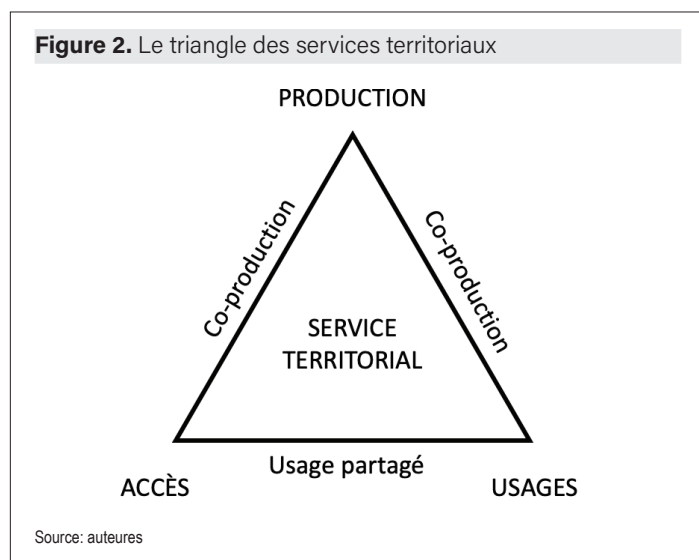 Figure 2. Le triangle des services territoriaux
PRODUCTION
Co-production
Co-production
SERVICE
TERRITORIAL
Usage partagé
ACCÈS
USAGES
Source: auteures